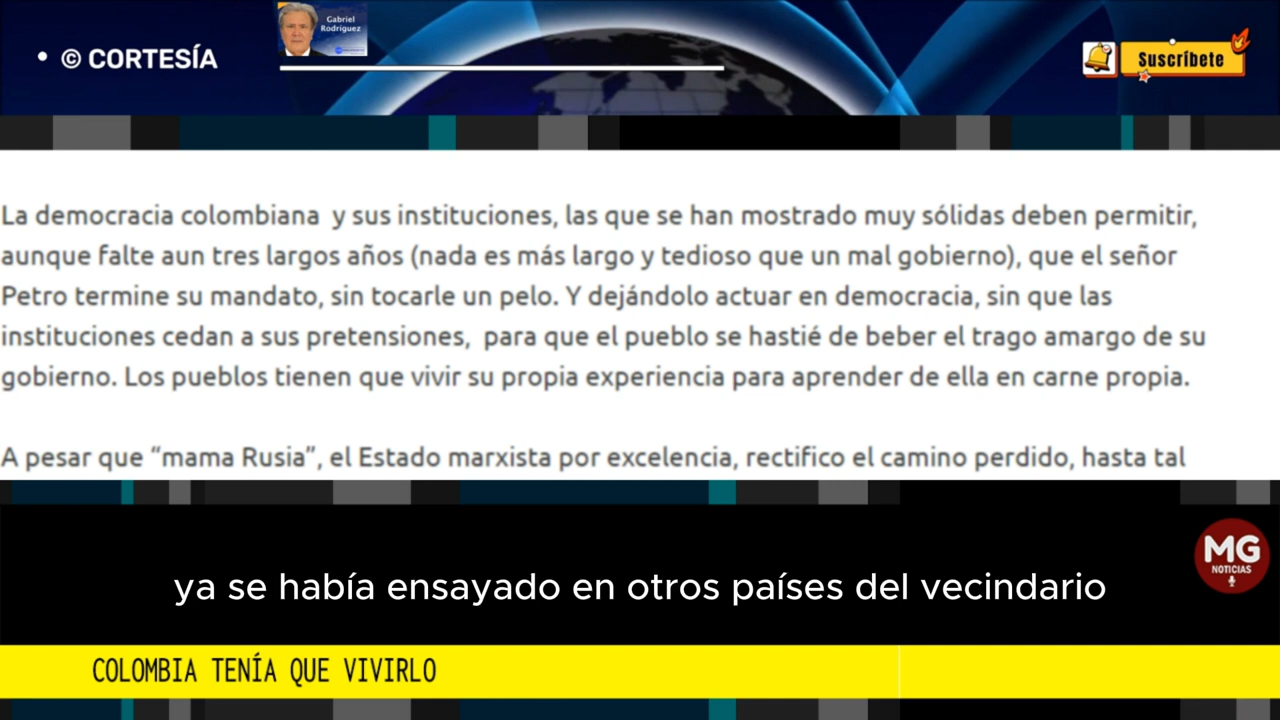 • © CORTESÍA
Gabriel
Rodríguez
Suscríbete
La democracia colombiana y sus instituciones, las que se han mostrado muy sólidas deben permitir,
aunque falte aun tres largos años (nada es más largo y tedioso que un mal gobierno), que el señor
Petro termine su mandato, sin tocarle un pelo. Y dejándolo actuar en democracia, sin que las
instituciones cedan a sus pretensiones, para que el pueblo se hastié de beber el trago amargo de su
gobierno. Los pueblos tienen que vivir su propia experiencia para aprender de ella en carne propia.
A pesar que “mama Rusia”, el Estado marxista por excelencia, rectifico el camino perdido, hasta tal
MG
NOTICIAS
ya se había ensayado en otros países del vecindario
COLOMBIA TENÍA QUE VIVIRLO